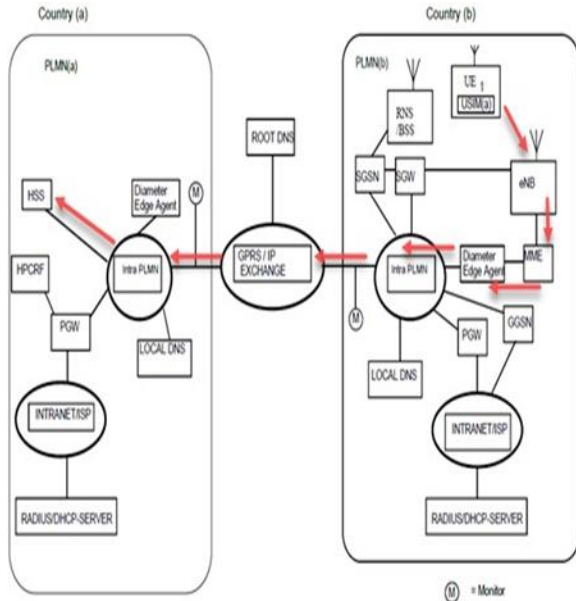 Country (a)
Country (b)
PLMN(a)
PLMN(b)
UE 1
USIM(a)
RNS
/BSS
ROOT DNS
SGSN
SGW
eNB
HSS
Diameter
Edge Agent
M
Intra PLMN
GPRS / IP
EXCHANGE
Intra PLMN
Diameter
Edge Agent
MME
HPCRF
PGW
LOCAL DNS
M
GGSN
PGW
LOCAL DNS
INTRANET/ISP
INTRANET/ISP
RADIUS/DHCP-SERVER
RADIUS/DHCP-SERVER
M = Monitor